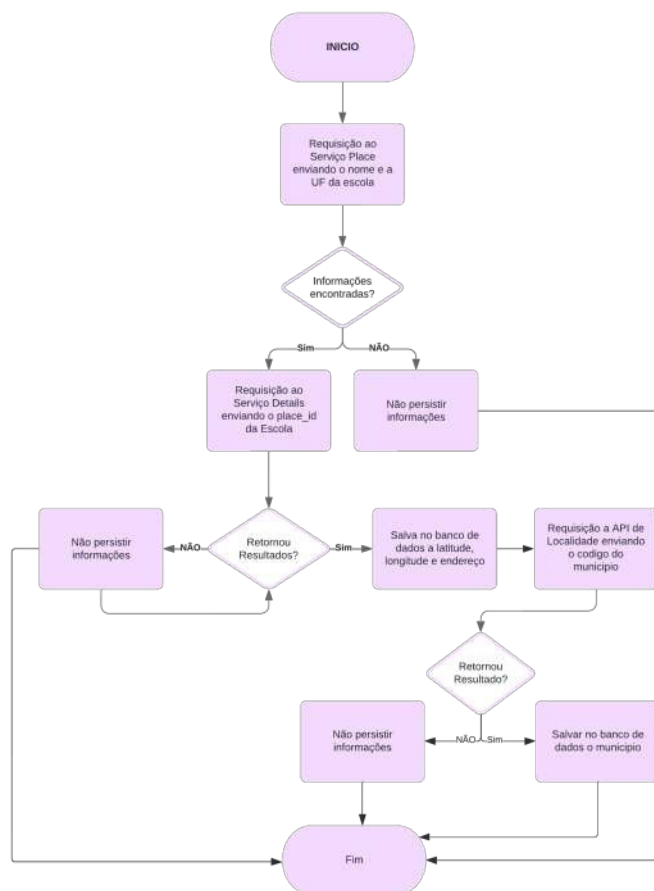 INICIO
Requisição ao
Serviço Place
enviando o nome e a
UF da escola
Informações
encontradas?
Sim
NÃO
Requisição ao
Serviço Details
enviando o place_id
da Escola
Não persistir
informações
Não persistir
informações
NÃO
Retornou
Resultados?
Sim
Salva no banco de
dados a latitude,
longitude e endereço
Requisição a API de
Localidade enviando
o codigo do
municipio
Retornou
Resultado?
Não persistir
informações
NÃO
Sim
Salvar no banco de
dados o municipio
Fim